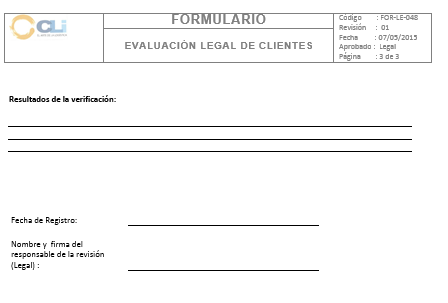 CLI
FORMULARIO
EVALUACIÓN LEGAL DE CLIENTES
Código : FOR-LE-048
Revisión : 01
Fecha : 07/05/2015
Aprobado : Legal
Página : 3 de 3
Resultados de la verificación:
Fecha de Registro:
Nombre y firma del
responsable de la revisión
(Legal) :